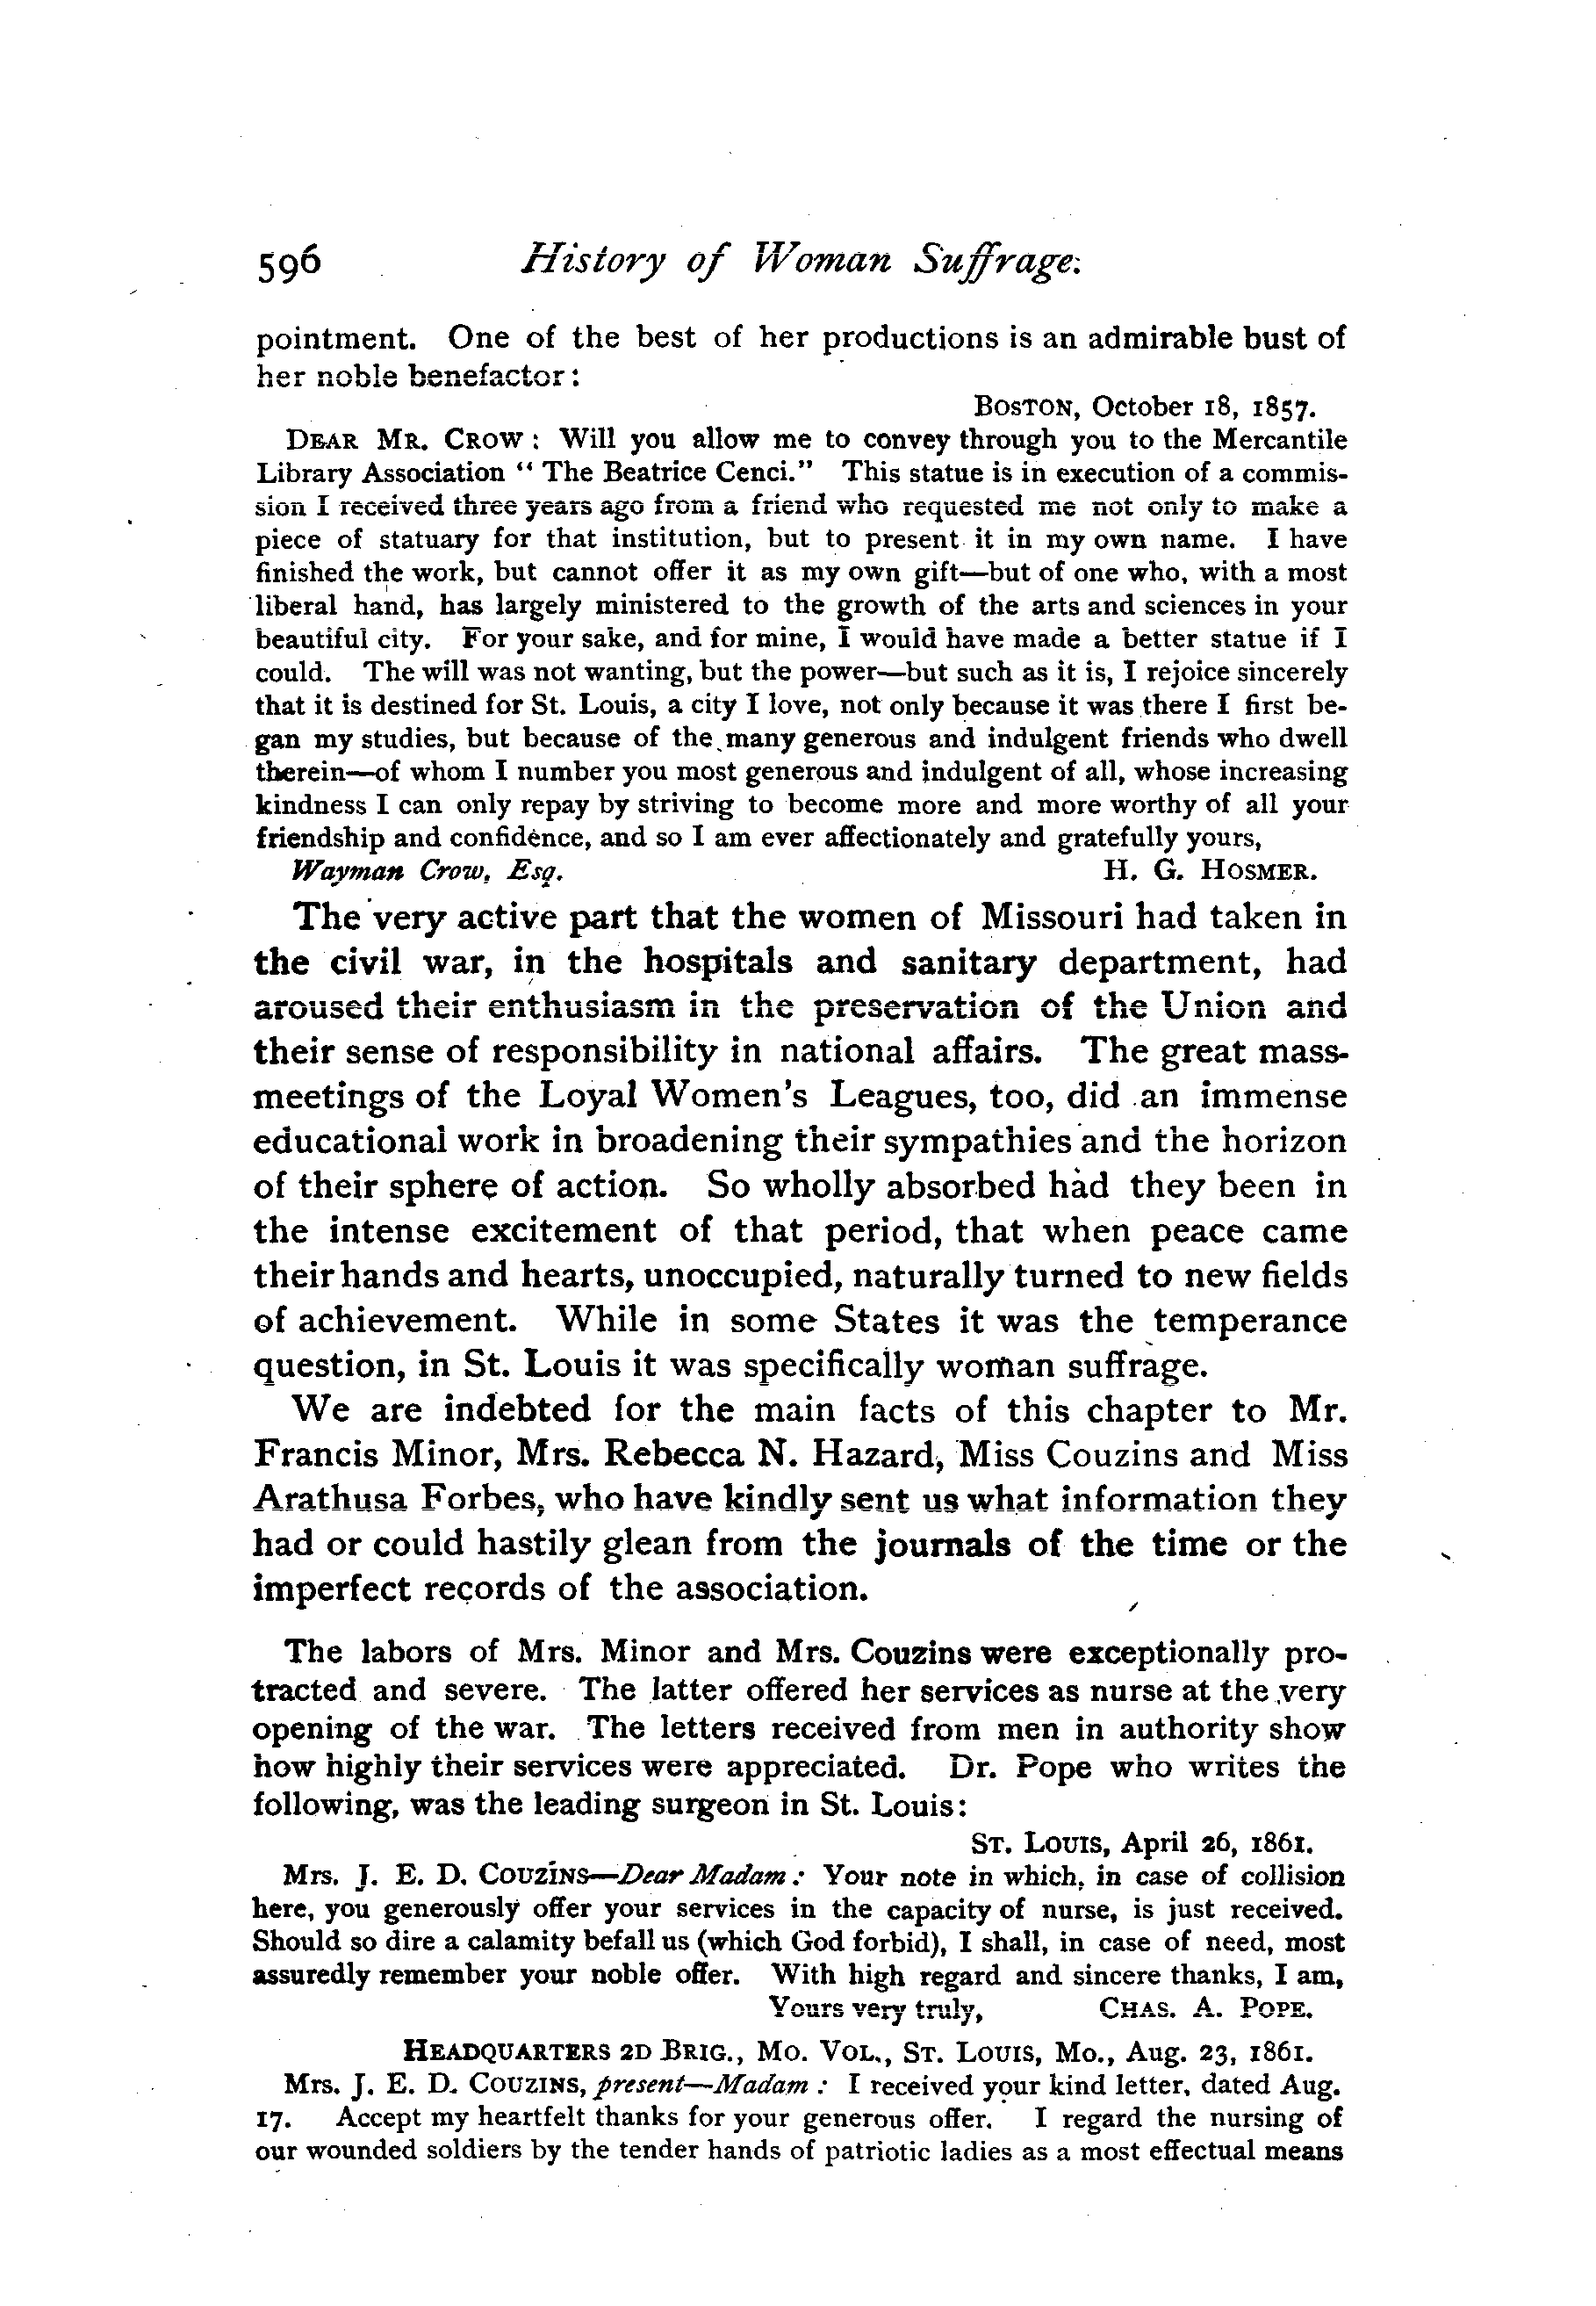 596 History of Woman Suffrage.
pointment. One of the best of her productions is an admirable bust of
her noble benefactor:
BOSTON, October 18, 1857.
DEAR MR. CROW: Will you allow me to convey through you to the Mercantile
Library Association "The Beatrice Cenci." This statue is in execution of a commis-
sion I received three years ago from a friend who requested me not only to make a
piece of statuary for that institution, but to present it in my own name. I have
finished the work, but cannot offer it as my own gift—but of one who, with a most
liberal hand, has largely ministered to the growth of the arts and sciences in your
beautiful city. For your sake, and for mine, I would have made a better statue if I
could. The will was not wanting, but the power—but such as it is, I rejoice sincerely
that it is destined for St. Louis, a city I love, not only because it was there I first be-
gan my studies, but because of the many generous and indulgent friends who dwell
therein—of whom I number you most generous and indulgent of all, whose increasing
kindness I can only repay by striving to become more and more worthy of all your
friendship and confidence, and so I am ever affectionately and gratefully yours,
Wayman Crow, Esq. H. G. HOSMER.
The very active part that the women of Missouri had taken in
the civil war, in the hospitals and sanitary department, had
aroused their enthusiasm in the preservation of the Union and
their sense of responsibility in national affairs. The great mass-
meetings of the Loyal Women's Leagues, too, did an immense
educational work in broadening their sympathies and the horizon
of their sphere of action. So wholly absorbed had they been in
the intense excitement of that period, that when peace came
their hands and hearts, unoccupied, naturally turned to new fields
of achievement. While in some States it was the temperance
question, in St. Louis it was specifically woman suffrage.
We are indebted for the main facts of this chapter to Mr.
Francis Minor, Mrs. Rebecca N. Hazard, Miss Couzins and Miss
Arathusa Forbes, who have kindly sent us what information they
had or could hastily glean from the journals of the time or the
imperfect records of the association.
The labors of Mrs. Minor and Mrs. Couzins were exceptionally pro-
tracted and severe. The latter offered her services as nurse at the very
opening of the war. The letters received from men in authority show
how highly their services were appreciated. Dr. Pope who writes the
following, was the leading surgeon in St. Louis:
ST. LOUIS, April 26, 1861.
Mrs. J. E. D. COUZINS—Dear Madam: Your note in which, in case of collision
here, you generously offer your services in the capacity of nurse, is just received.
Should so dire a calamity befall us (which God forbid), I shall, in case of need, most
assuredly remember your noble offer. With high regard and sincere thanks, I am,
Yours very truly, CHAS. A. POPE.
HEADQUARTERS 2D BRIG., MO. VOL., ST. LOUIS, MO., Aug. 23, 1861.
Mrs. J. E. D. COUZINS, present—Madam: I received your kind letter, dated Aug.
17. Accept my heartfelt thanks for your generous offer. I regard the nursing of
our wounded soldiers by the tender hands of patriotic ladies as a most effectual means